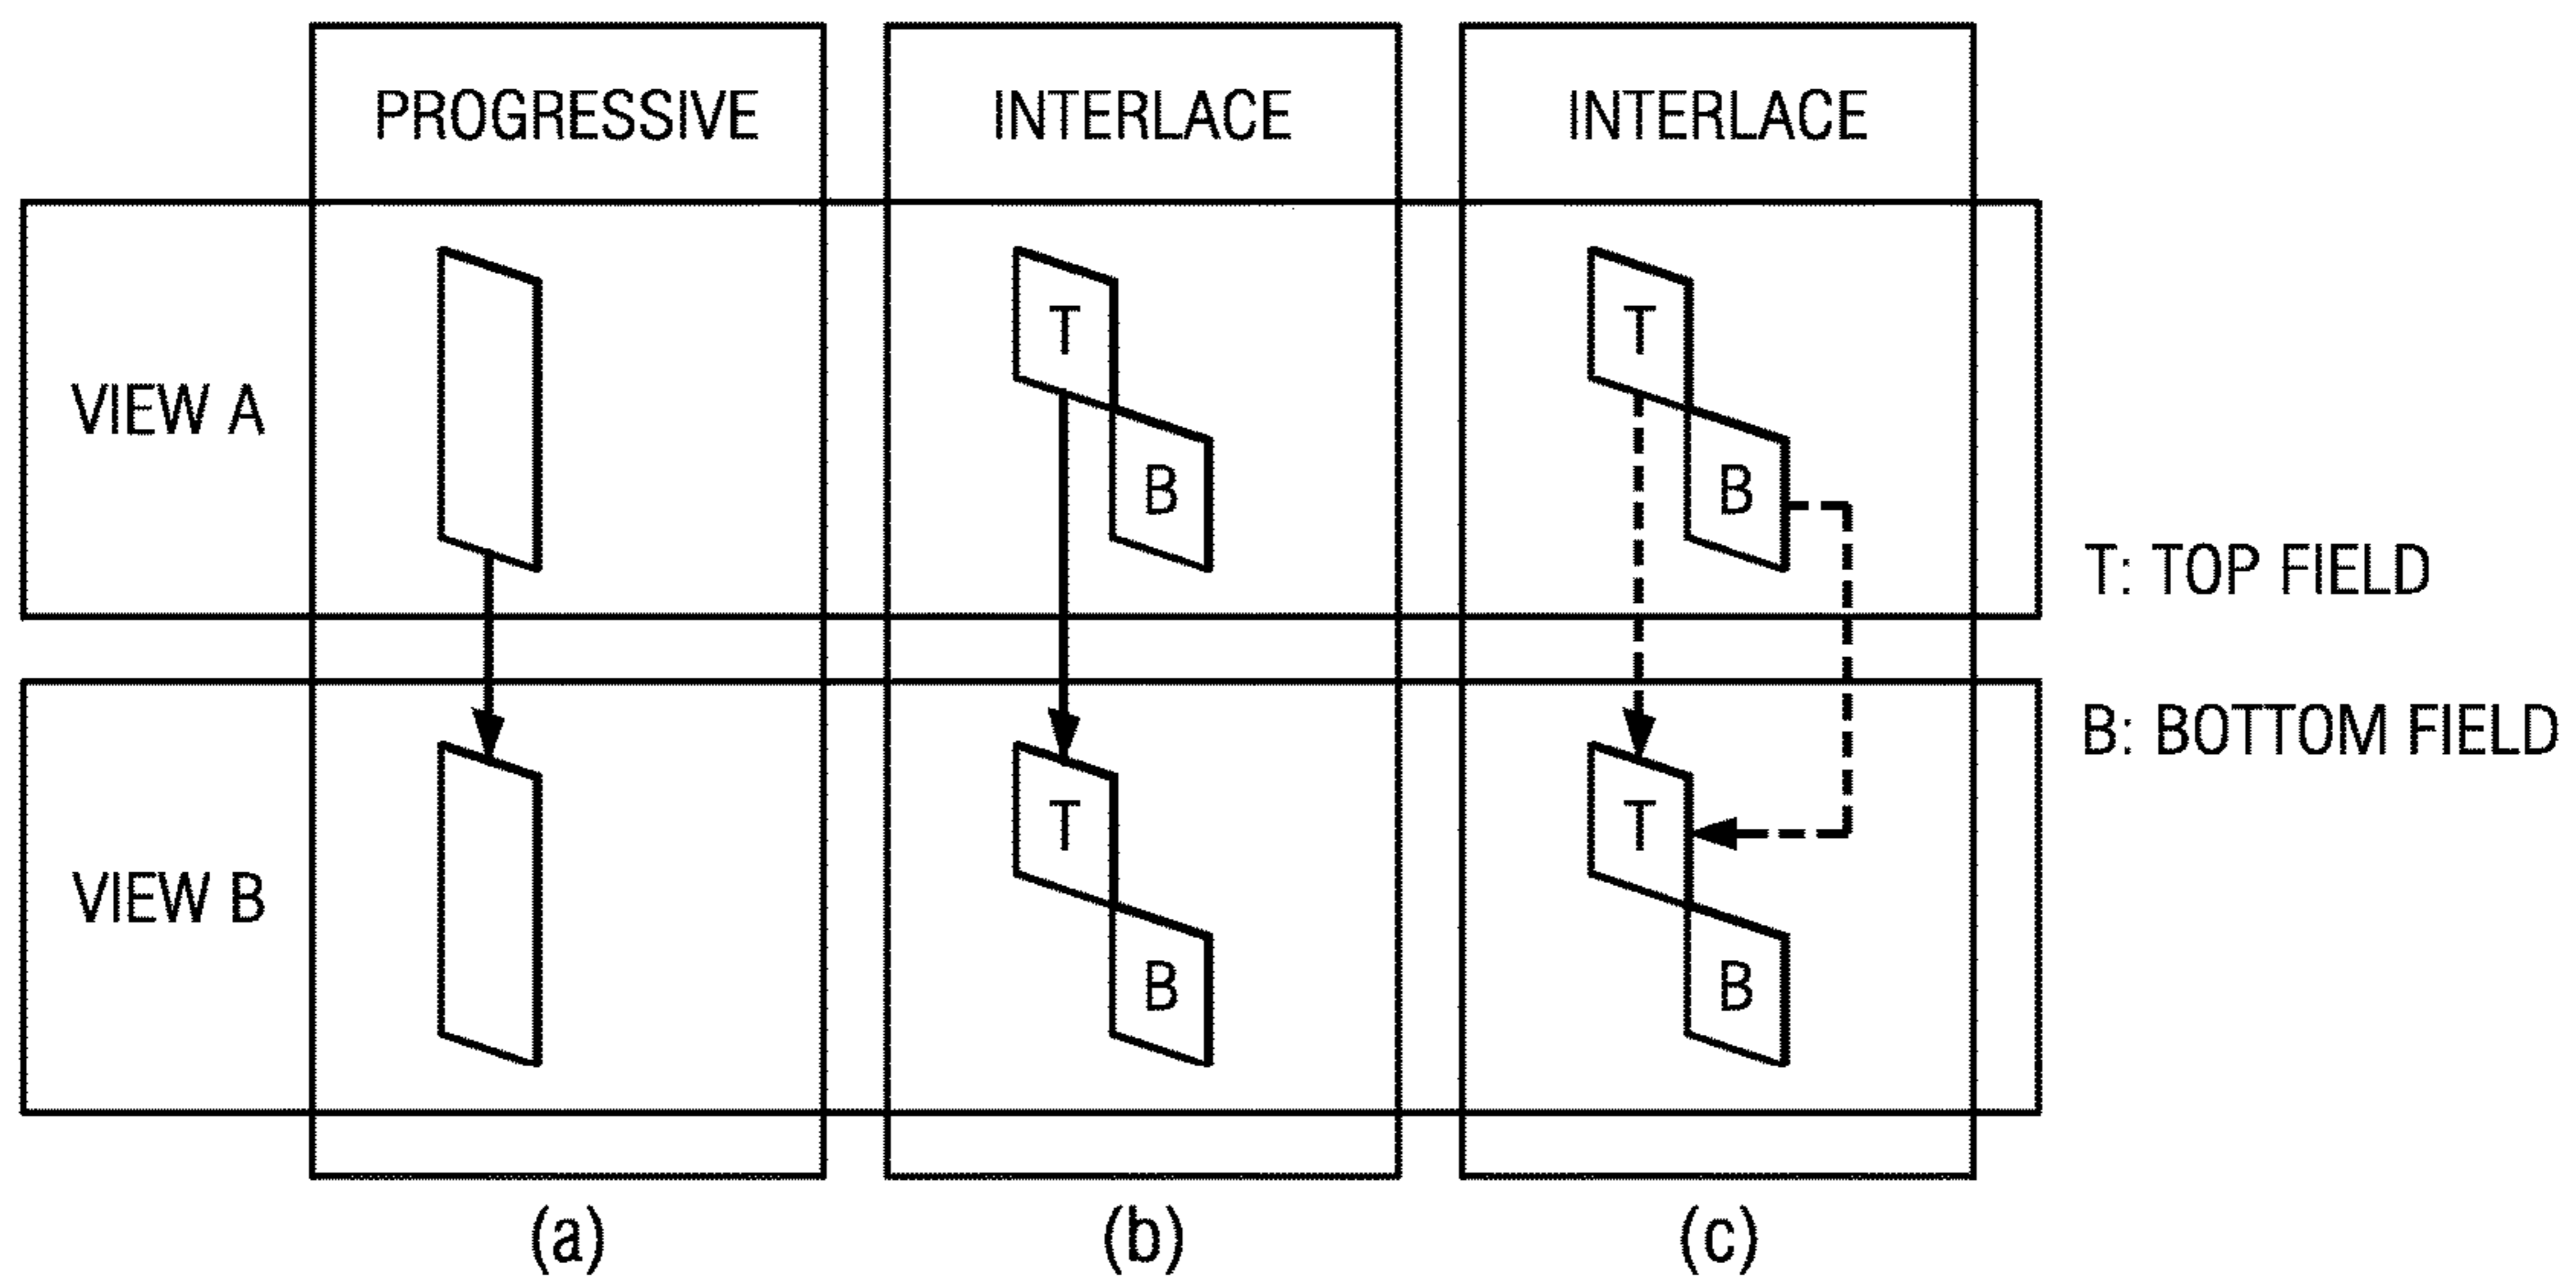 PROGRESSIVE
INTERLACE
INTERLACE
VIEW A
T
B
T
B
T: TOP FIELD
B: BOTTOM FIELD
VIEW B
T
B
T
B
(a)
(b)
(c)